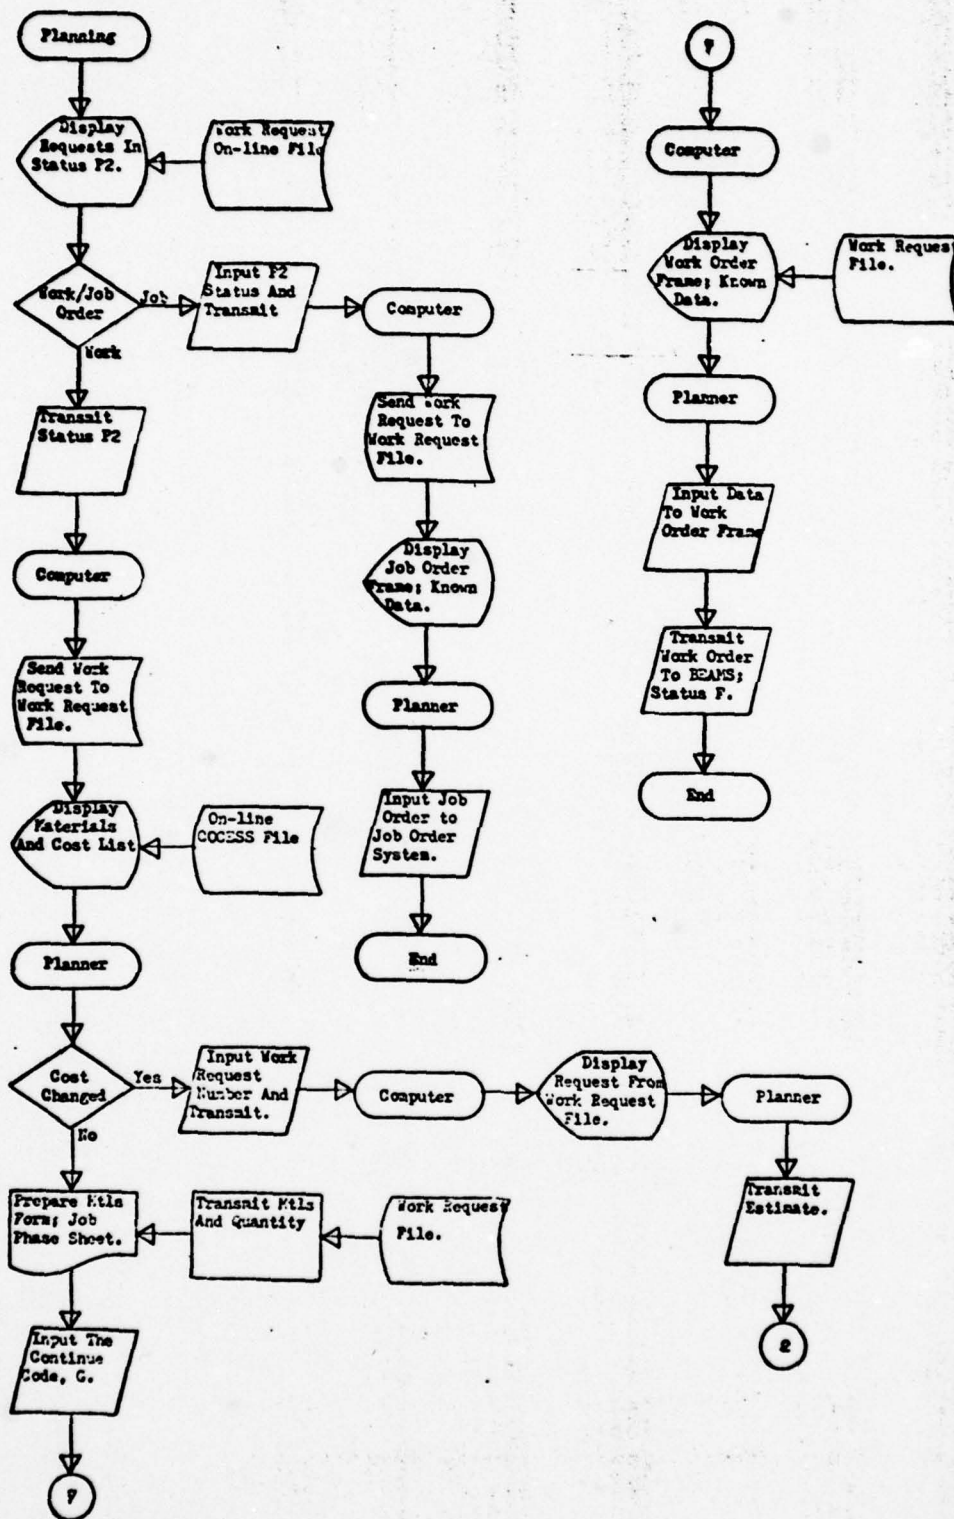 Planning
Display
Requests In
Status P2.
Work Request
On-line File
Work/Job
Order
Job
Work
Input P2
Status And
Transmit
Computer
Send Work
Request To
Work Request
File.
Display
Job Order
Frame; Known
Data.
Planner
Input Job
Order to
Job Order
System.
End
Transmit
Status P2
Computer
Send Work
Request To
Work Request
File.
Display
Materials
And Cost List
On-line
COCESS File
Planner
Cost
Changed
Yes
No
Input Work
Request
Number And
Transmit.
Computer
Display
Request From
Work Request
File.
Planner
Transmit
Estimate.
2
Prepare Mtls
Form; Job
Phase Sheet.
Transmit Mtls
And Quantity
Work Request
File.
Input The
Continue
Code, G.
7
7
Computer
Display
Work Order
Frame; Known
Data.
Work Request
File.
Planner
Input Data
To Work
Order Frame
Transmit
Work Order
To BEAMS;
Status F.
End